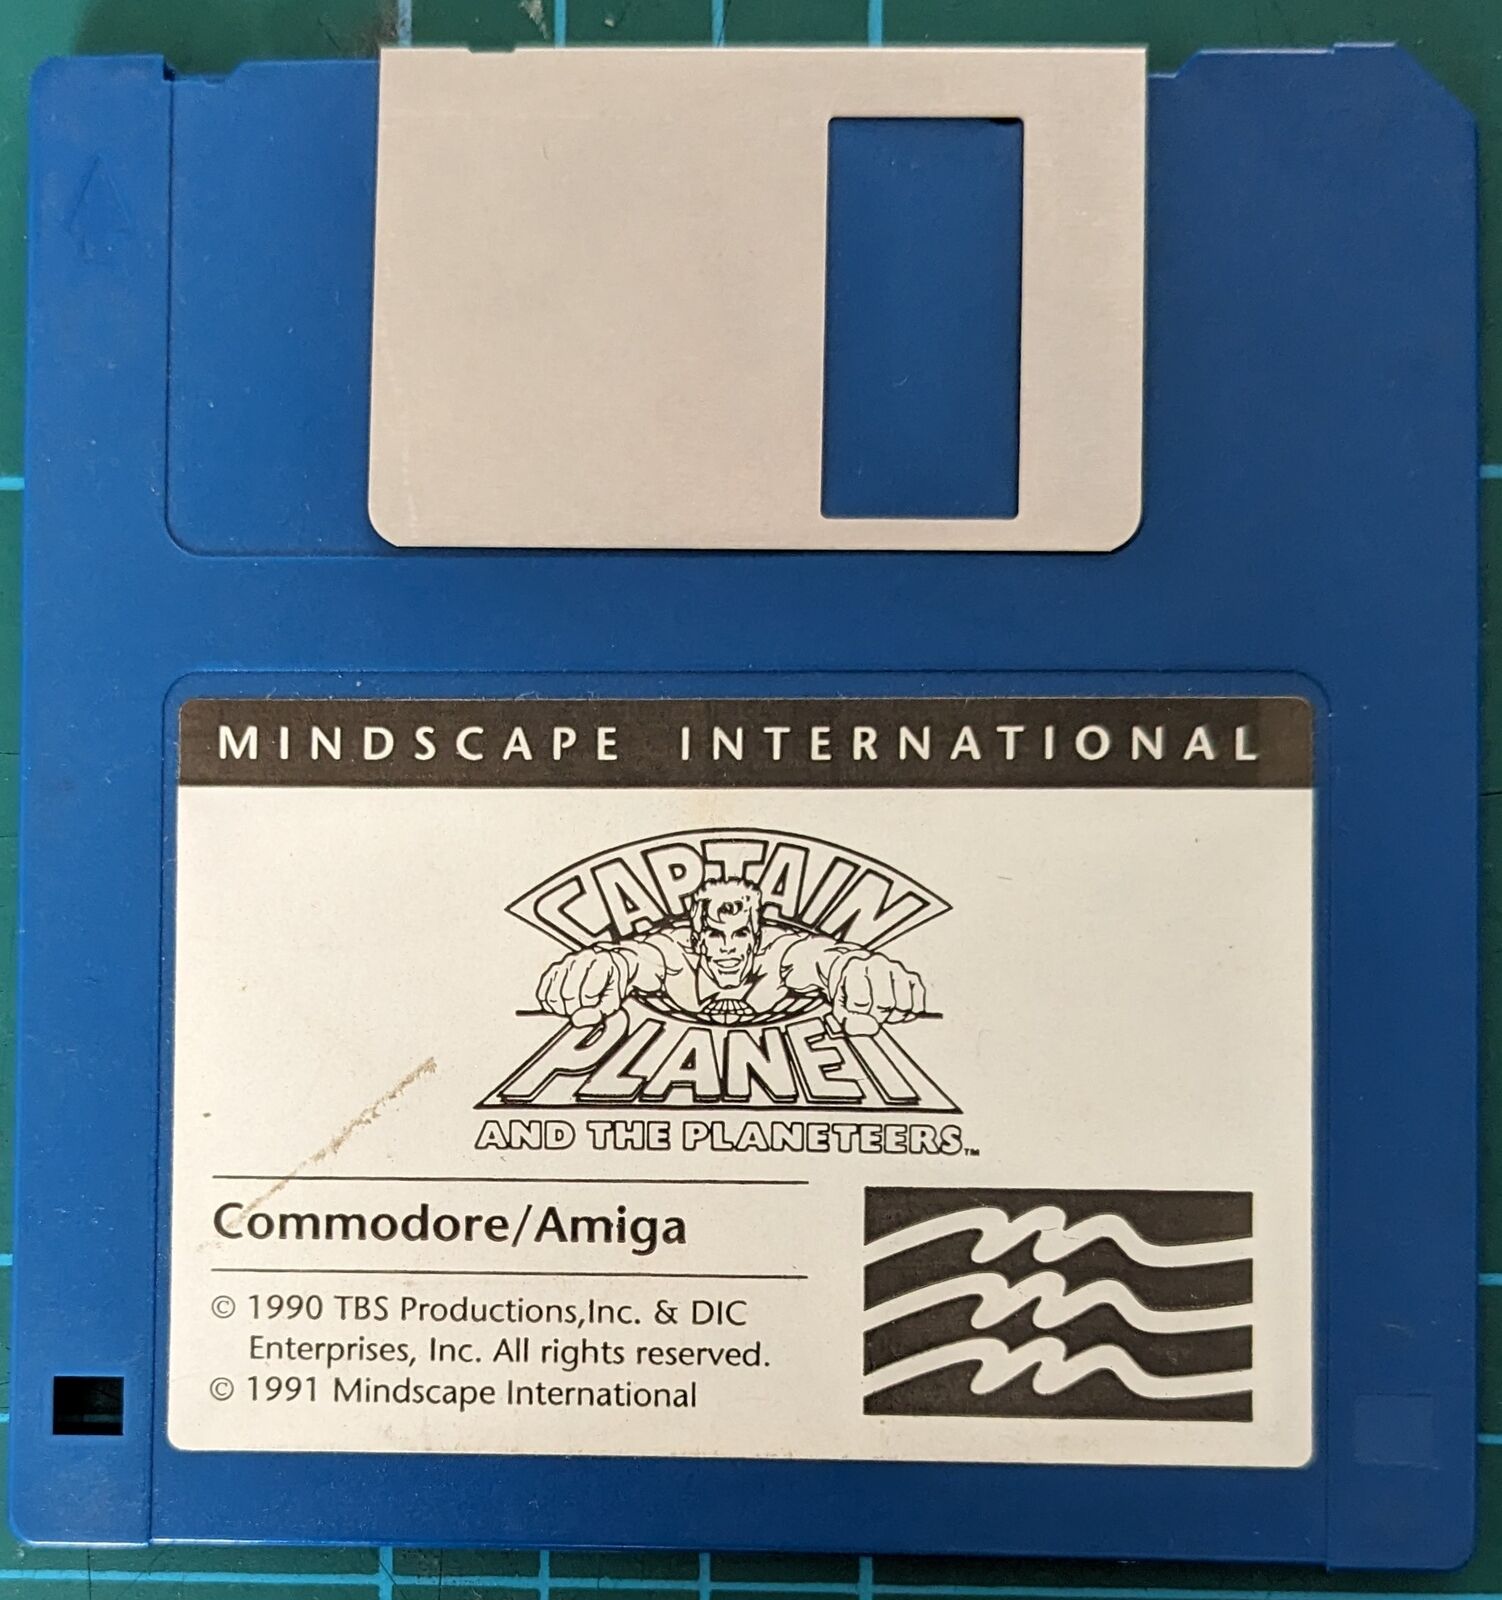 MINDSCAPE INTERNATIONAL
CAPTAIN
PLANET
AND THE PLANETEERS™
Commodore/Amiga
© 1990 TBS Productions,Inc. & DIC
Enterprises, Inc. All rights reserved.
© 1991 Mindscape International